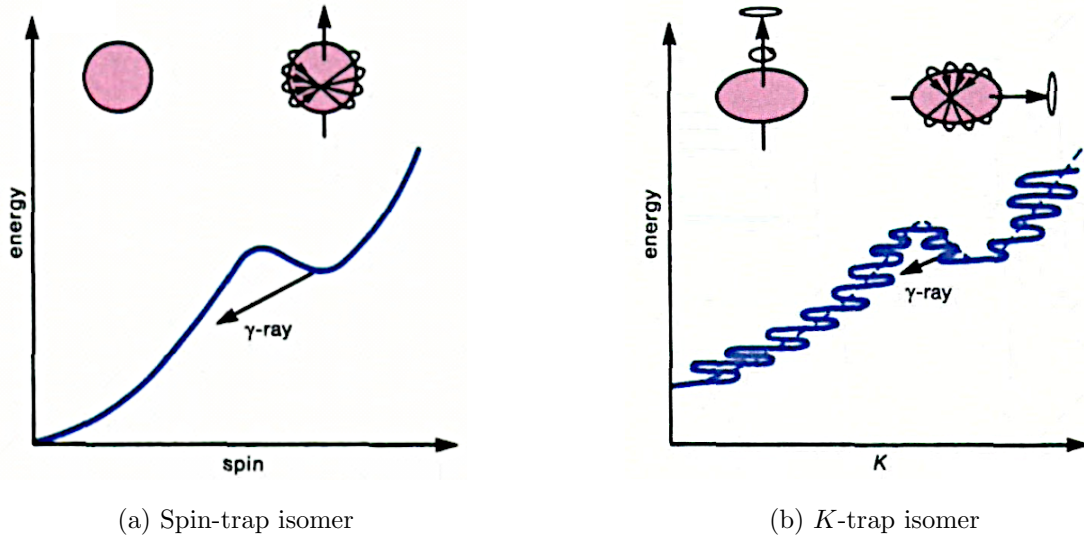 energy
γ-ray
spin
(a) Spin-trap isomer
energy
γ-ray
K
(b) K-trap isomer